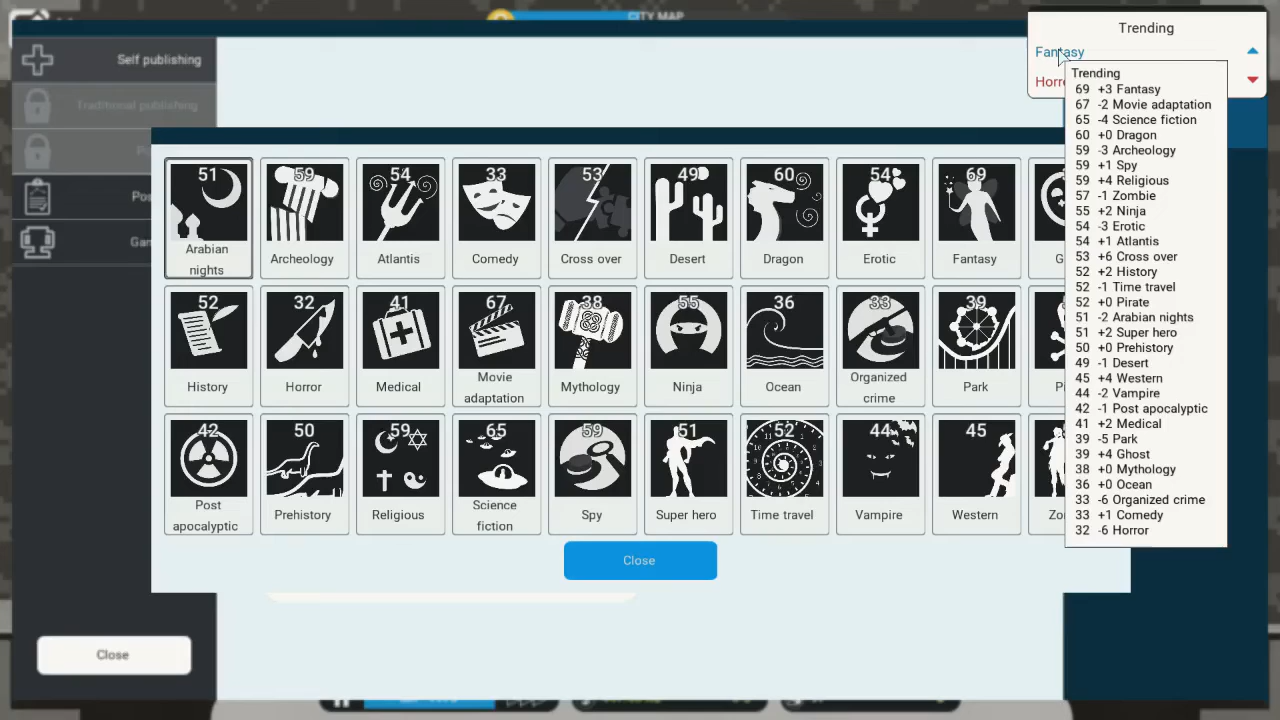 CITY MAP
Self publishing
Traditional publishing
Close
Trending
Fantasy
Trending
69 +3 Fantasy
67 -2 Movie adaptation
65 -4 Science fiction
60 +0 Dragon
59 -3 Archeology
59 +1 Spy
59 +4 Religious
57 -1 Zombie
55 +2 Ninja
54 -3 Erotic
54 +1 Atlantis
53 +6 Cross over
52 +2 History
52 -1 Time travel
52 +0 Pirate
51 -2 Arabian nights
51 +2 Super hero
50 +0 Prehistory
49 -1 Desert
45 +4 Western
44 -2 Vampire
42 -1 Post apocalyptic
41 +2 Medical
39 -5 Park
39 +4 Ghost
38 +0 Mythology
36 +0 Ocean
33 -6 Organized crime
33 +1 Comedy
32 -6 Horror
51 59 54 33 53 49 60 54 69
Arabian nights
Archeology
Atlantis
Comedy
Cross over
Desert
Dragon
Erotic
Fantasy
52 32 41 67 38 55 36 33 39
History
Horror
Medical
Movie adaptation
Mythology
Ninja
Ocean
Organized crime
Park
42 50 59 65 59 51 52 44 45
Post apocalyptic
Prehistory
Religious
Science fiction
Spy
Super hero
Time travel
Vampire
Western
Close